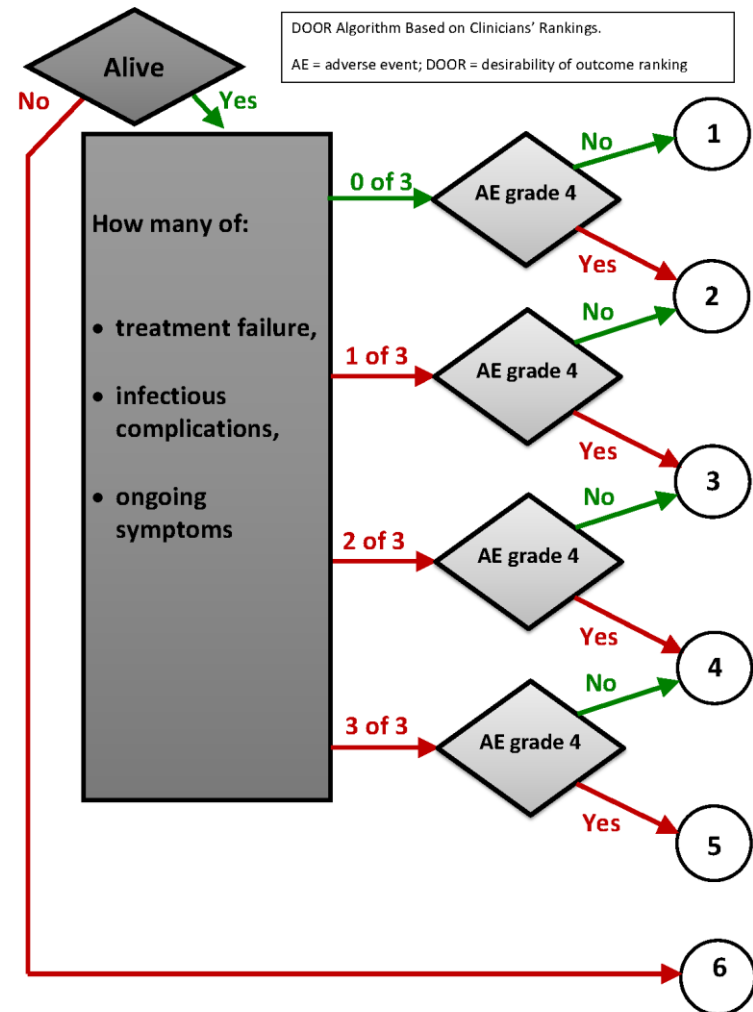 DOOR Algorithm Based on Clinicians’ Rankings.
AE = adverse event; DOOR = desirability of outcome ranking
Alive
No
Yes
How many of:
• treatment failure,
• infectious
complications,
• ongoing
symptoms
0 of 3
AE grade 4
No
1
Yes
2
1 of 3
AE grade 4
No
Yes
3
2 of 3
AE grade 4
No
Yes
4
3 of 3
AE grade 4
No
Yes
5
6